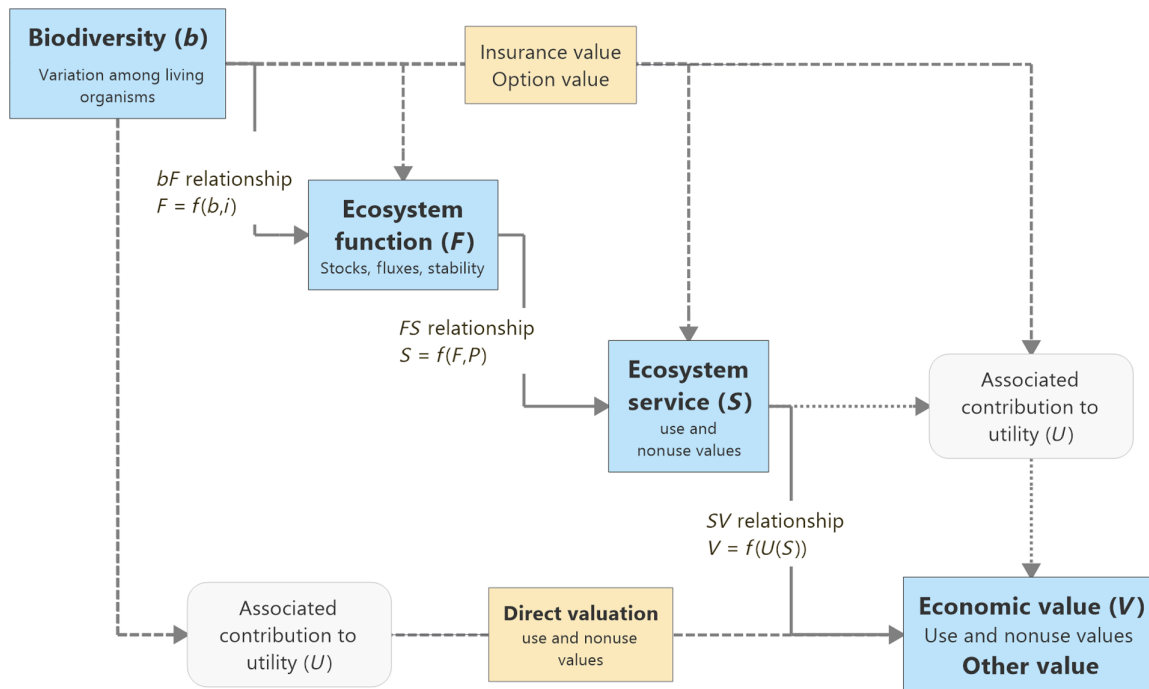 Biodiversity (b)
Variation among living
organisms
Insurance value
Option value
bF relationship
F = f(b,i)
Ecosystem
function (F)
Stocks, fluxes, stability
FS relationship
S = f(F,P)
Ecosystem
service (S)
use and
nonuse values
Associated
contribution to
utility (U)
SV relationship
V = f(U(S))
Associated
contribution to
utility (U)
Direct valuation
use and nonuse
values
Economic value (V)
Use and nonuse values
Other value